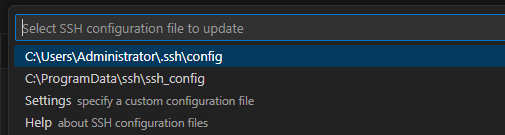 Select SSH configuration file to update
C:\Users\Administrator\.ssh\config
C:\ProgramData\ssh\ssh_config
Settings specify a custom configuration file
Help about SSH configuration files